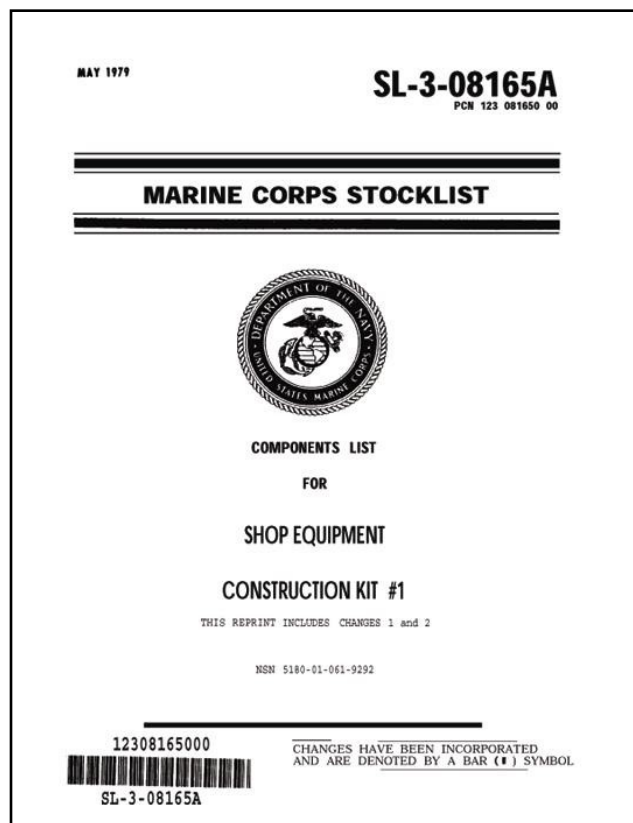 MAY 1979
SL-3-08165A
PCN 123 081650 00
MARINE CORPS STOCKLIST
DEPARTMENT OF THE NAVY
UNITED STATES MARINE CORPS
COMPONENTS LIST
FOR
SHOP EQUIPMENT
CONSTRUCTION KIT #1
THIS REPRINT INCLUDES CHANGES 1 and 2
NSN 5180-01-061-9292
12308165000
SL-3-08165A
CHANGES HAVE BEEN INCORPORATED
AND ARE DENOTED BY A BAR (▮) SYMBOL